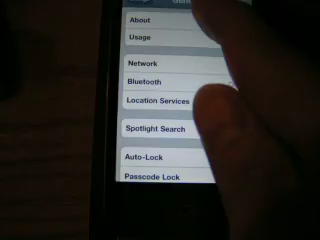 About
Usage
Network
Bluetooth
Location Services
Spotlight Search
Auto-Lock
Passcode Lock